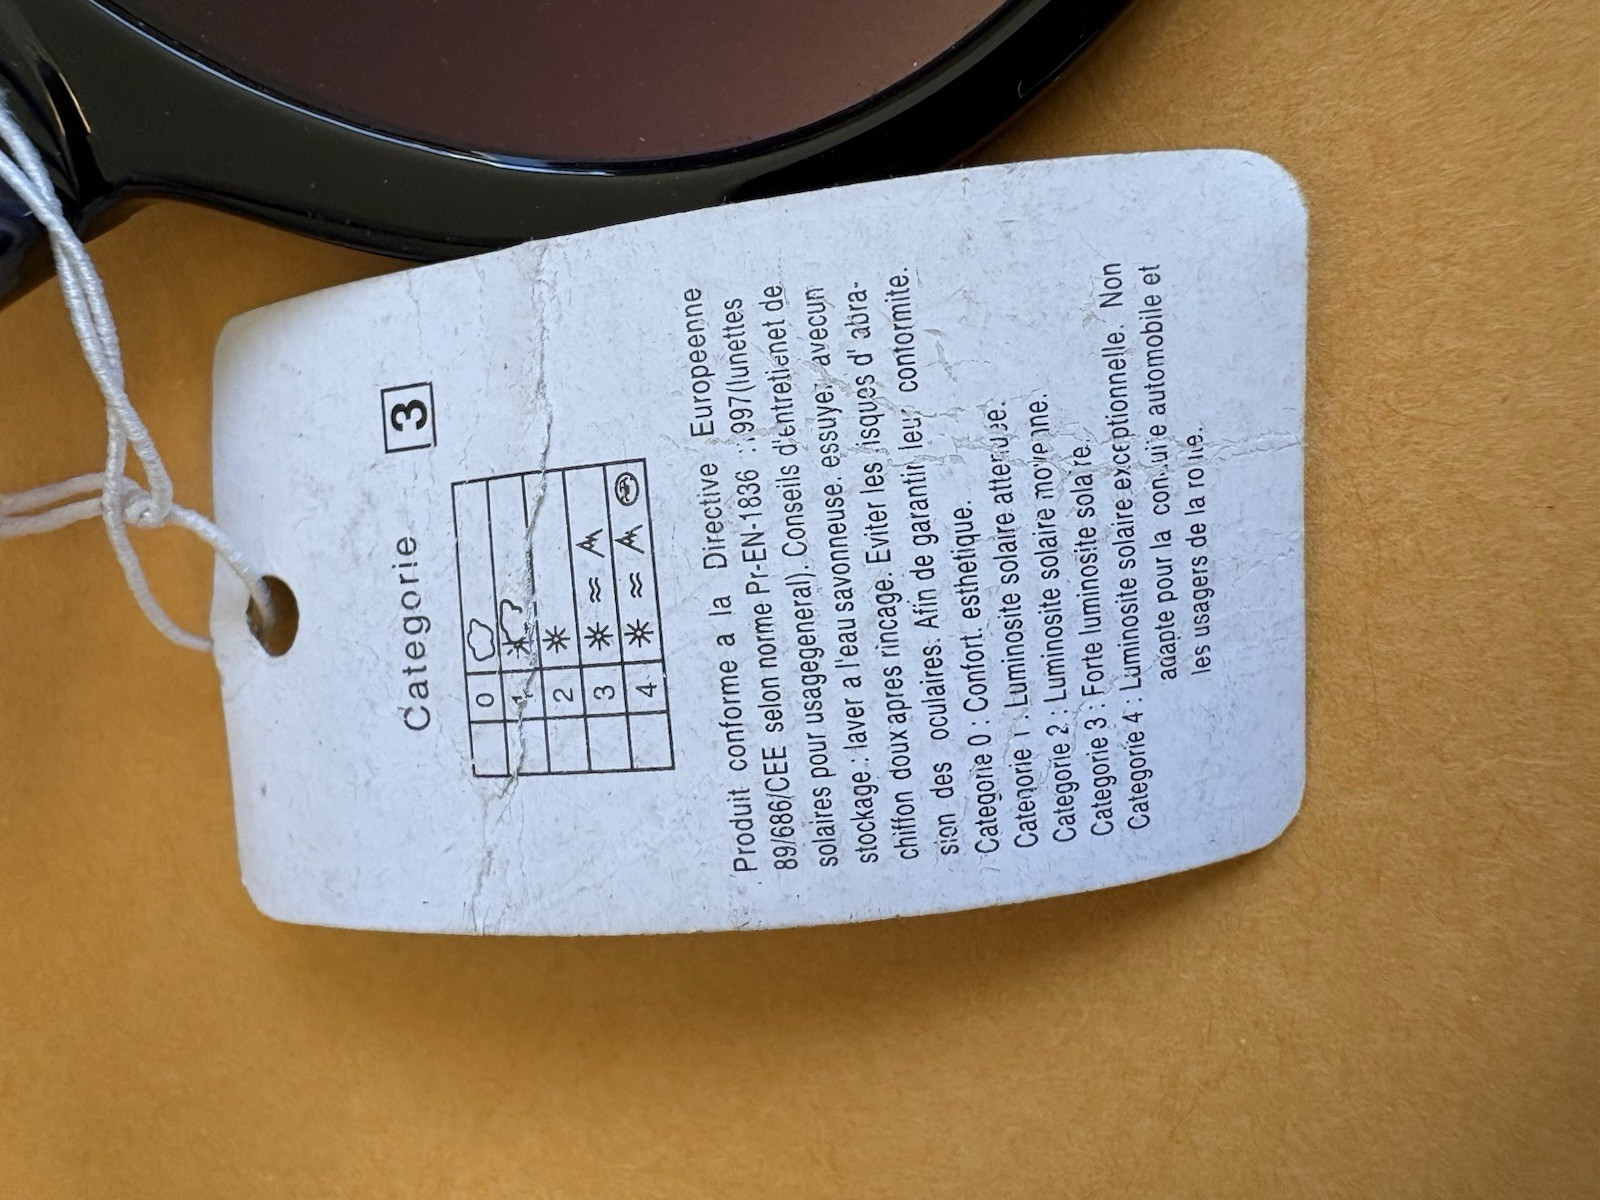 Categorie 3
0
1
2
3
4
Produit conforme a la Directive Europeenne
89/686/CEE selon norme Pr-EN-1836 :1997(lunettes
solaires pour usagegeneral). Conseils d'entretienet de
stockage : laver a l'eau savonneuse. essuyer avecun
chiffon doux apres rincage. Eviter les risques d' abra-
sion des oculaires. Afin de garantir leur contormite.
Categorie 0 : Confort. esthetique.
Categorie 1 : Luminosite solaire attenuee.
Categorie 2 : Luminosite solaire moyenne.
Categorie 3 : Forte luminosite solaire.
Categorie 4 : Luminosite solaire exceptionnelle. Non
adapte pour la conduite automobile et
les usagers de la route.